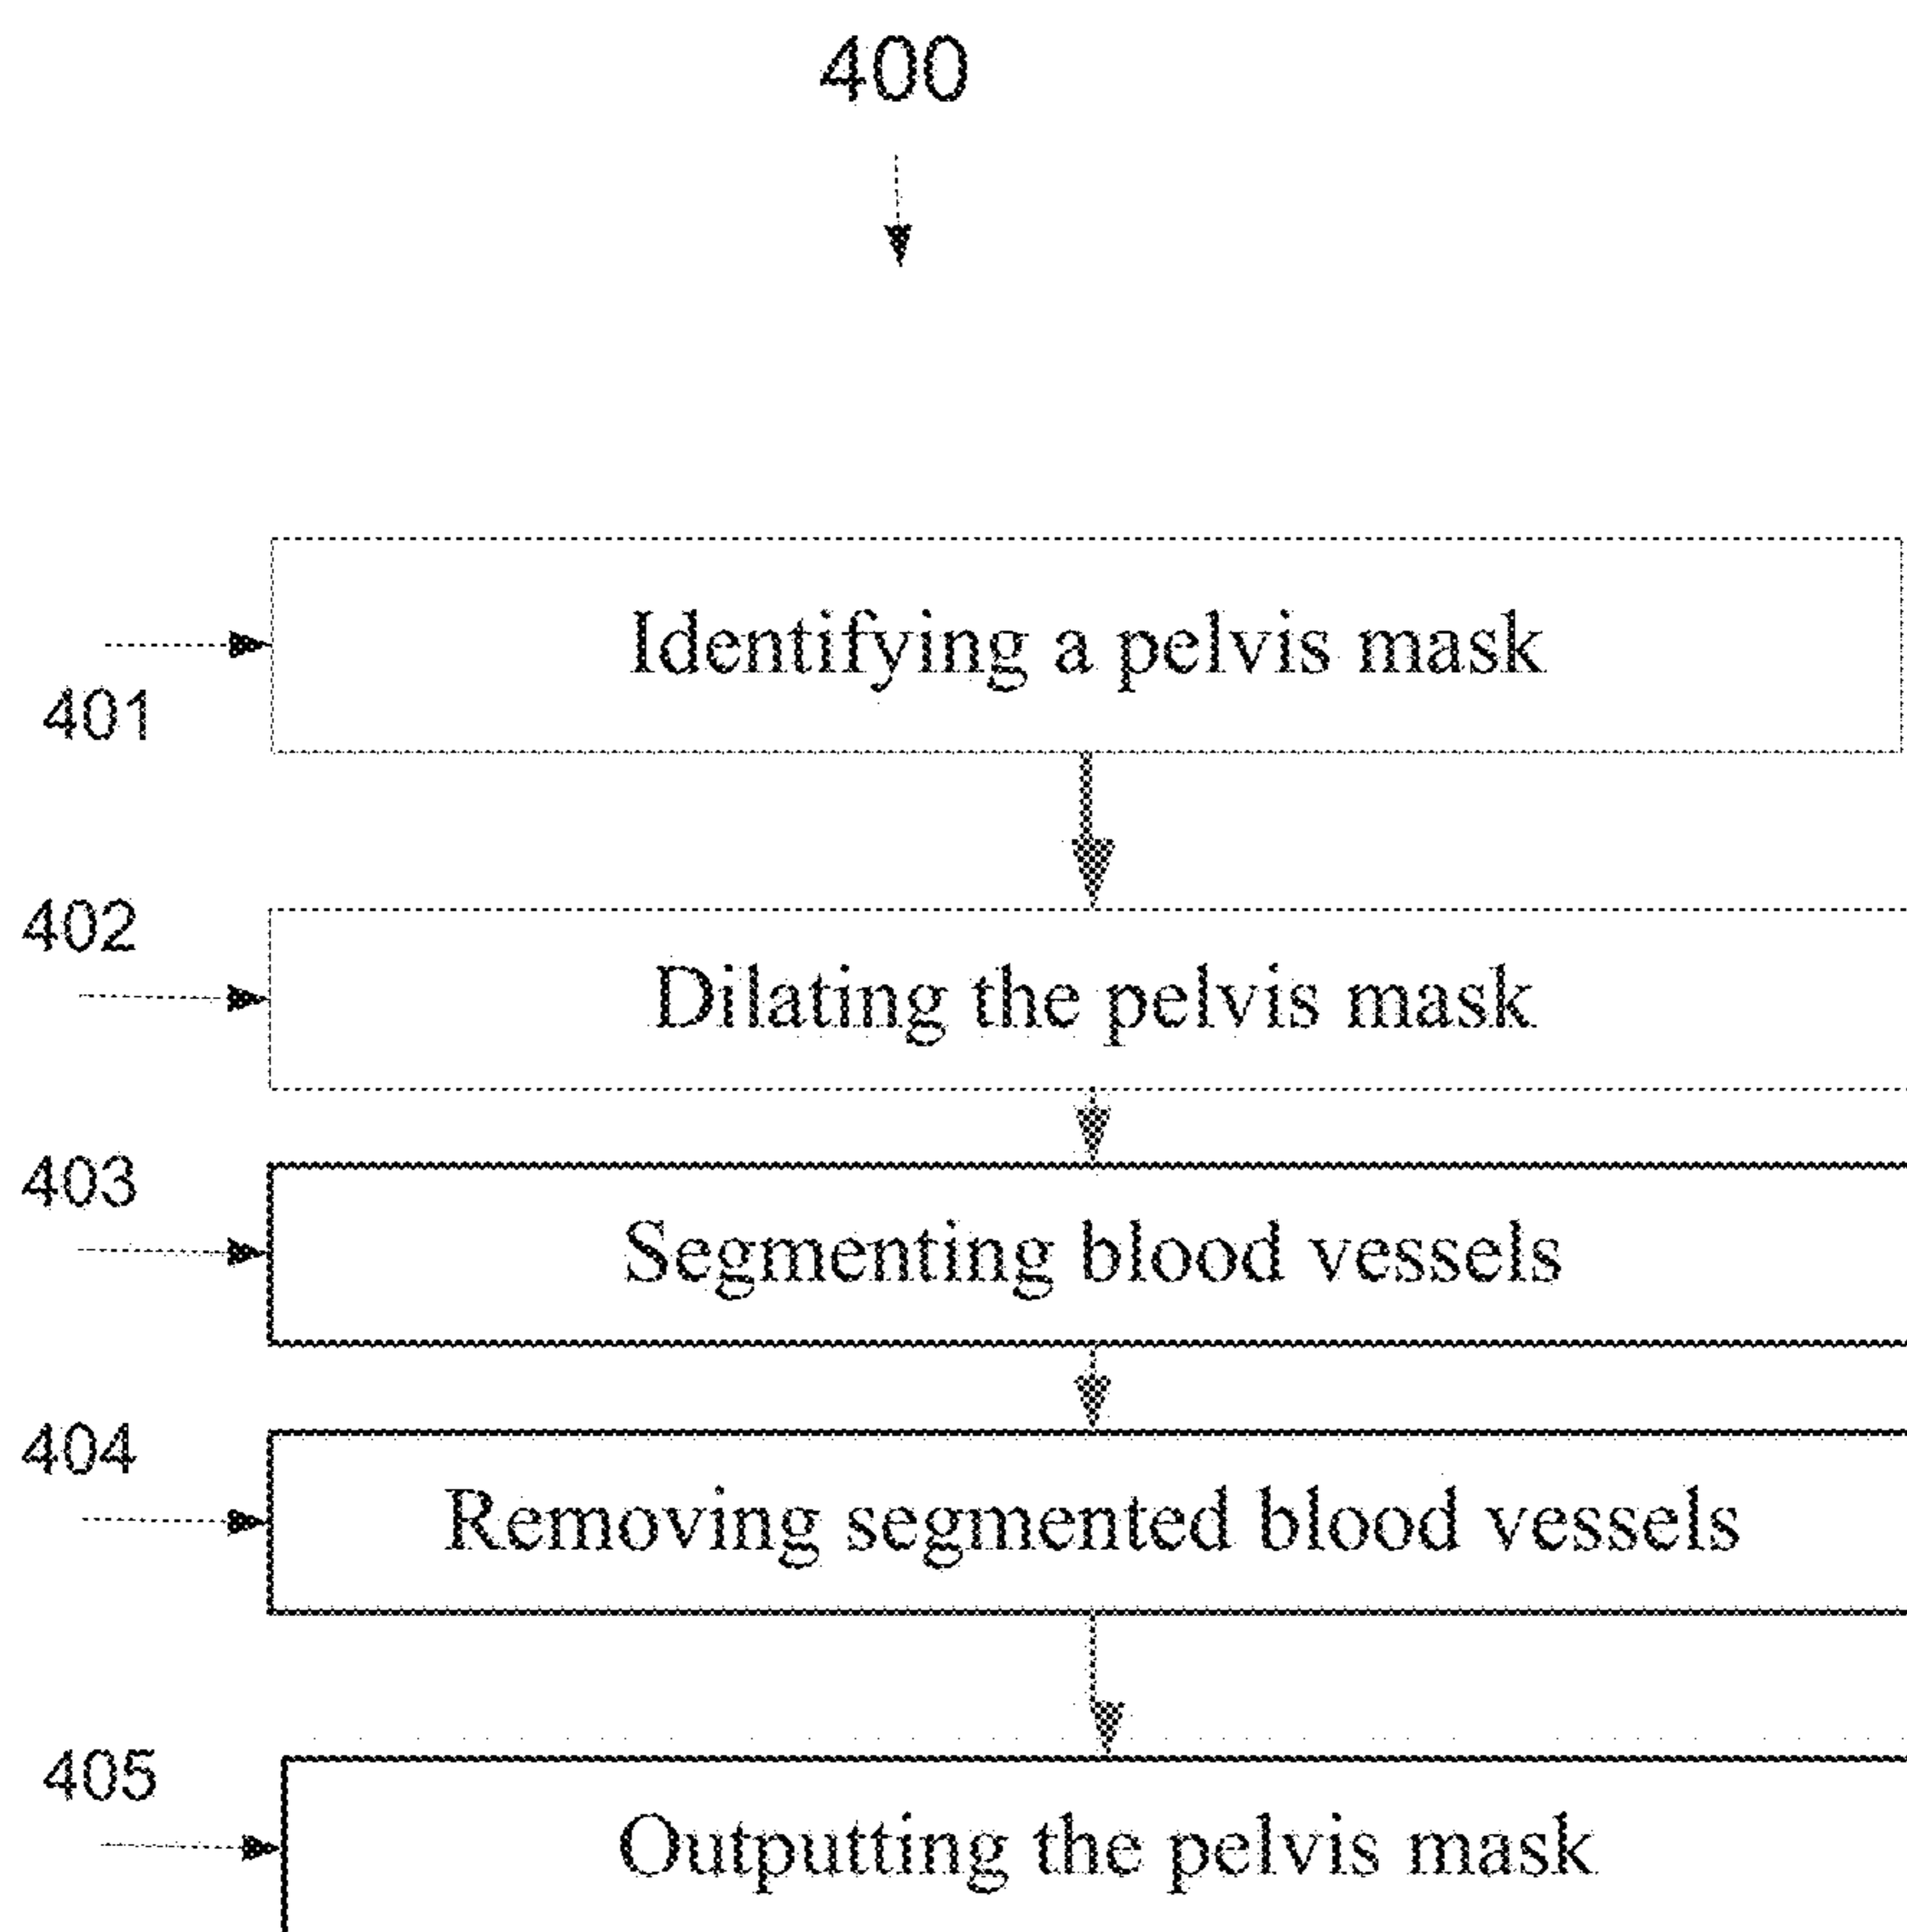 400
Identifying a pelvis mask
401
402
Dilating the pelvis mask
403
Segmenting blood vessels
404
Removing segmented blood vessels
405
Outputting the pelvis mask